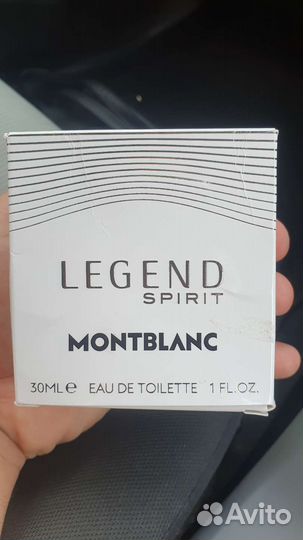 LEGEND
SPIRIT
MONTBLANC
30ML℮ EAU DE TOILETTE 1 FL.OZ.
Avito